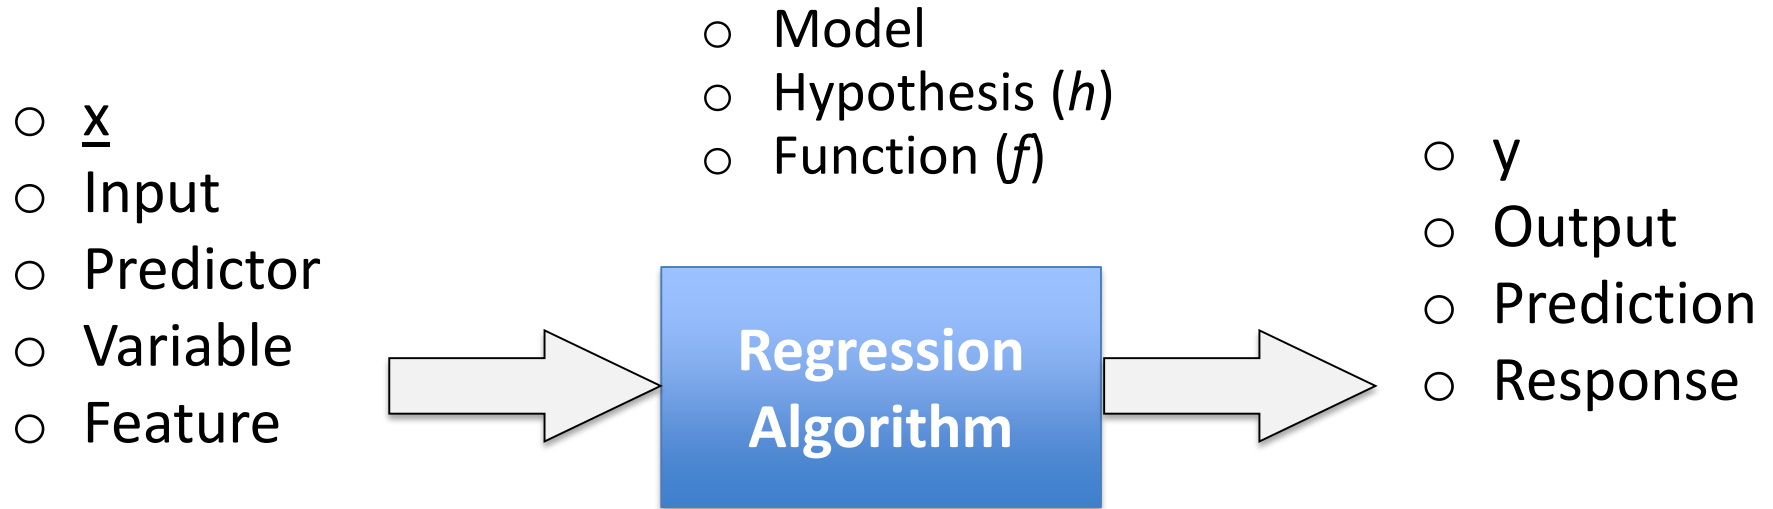 ○ x
○ Input
○ Predictor
○ Variable
○ Feature
○ Model
○ Hypothesis (h)
○ Function (f)
Regression
Algorithm
○ y
○ Output
○ Prediction
○ Response